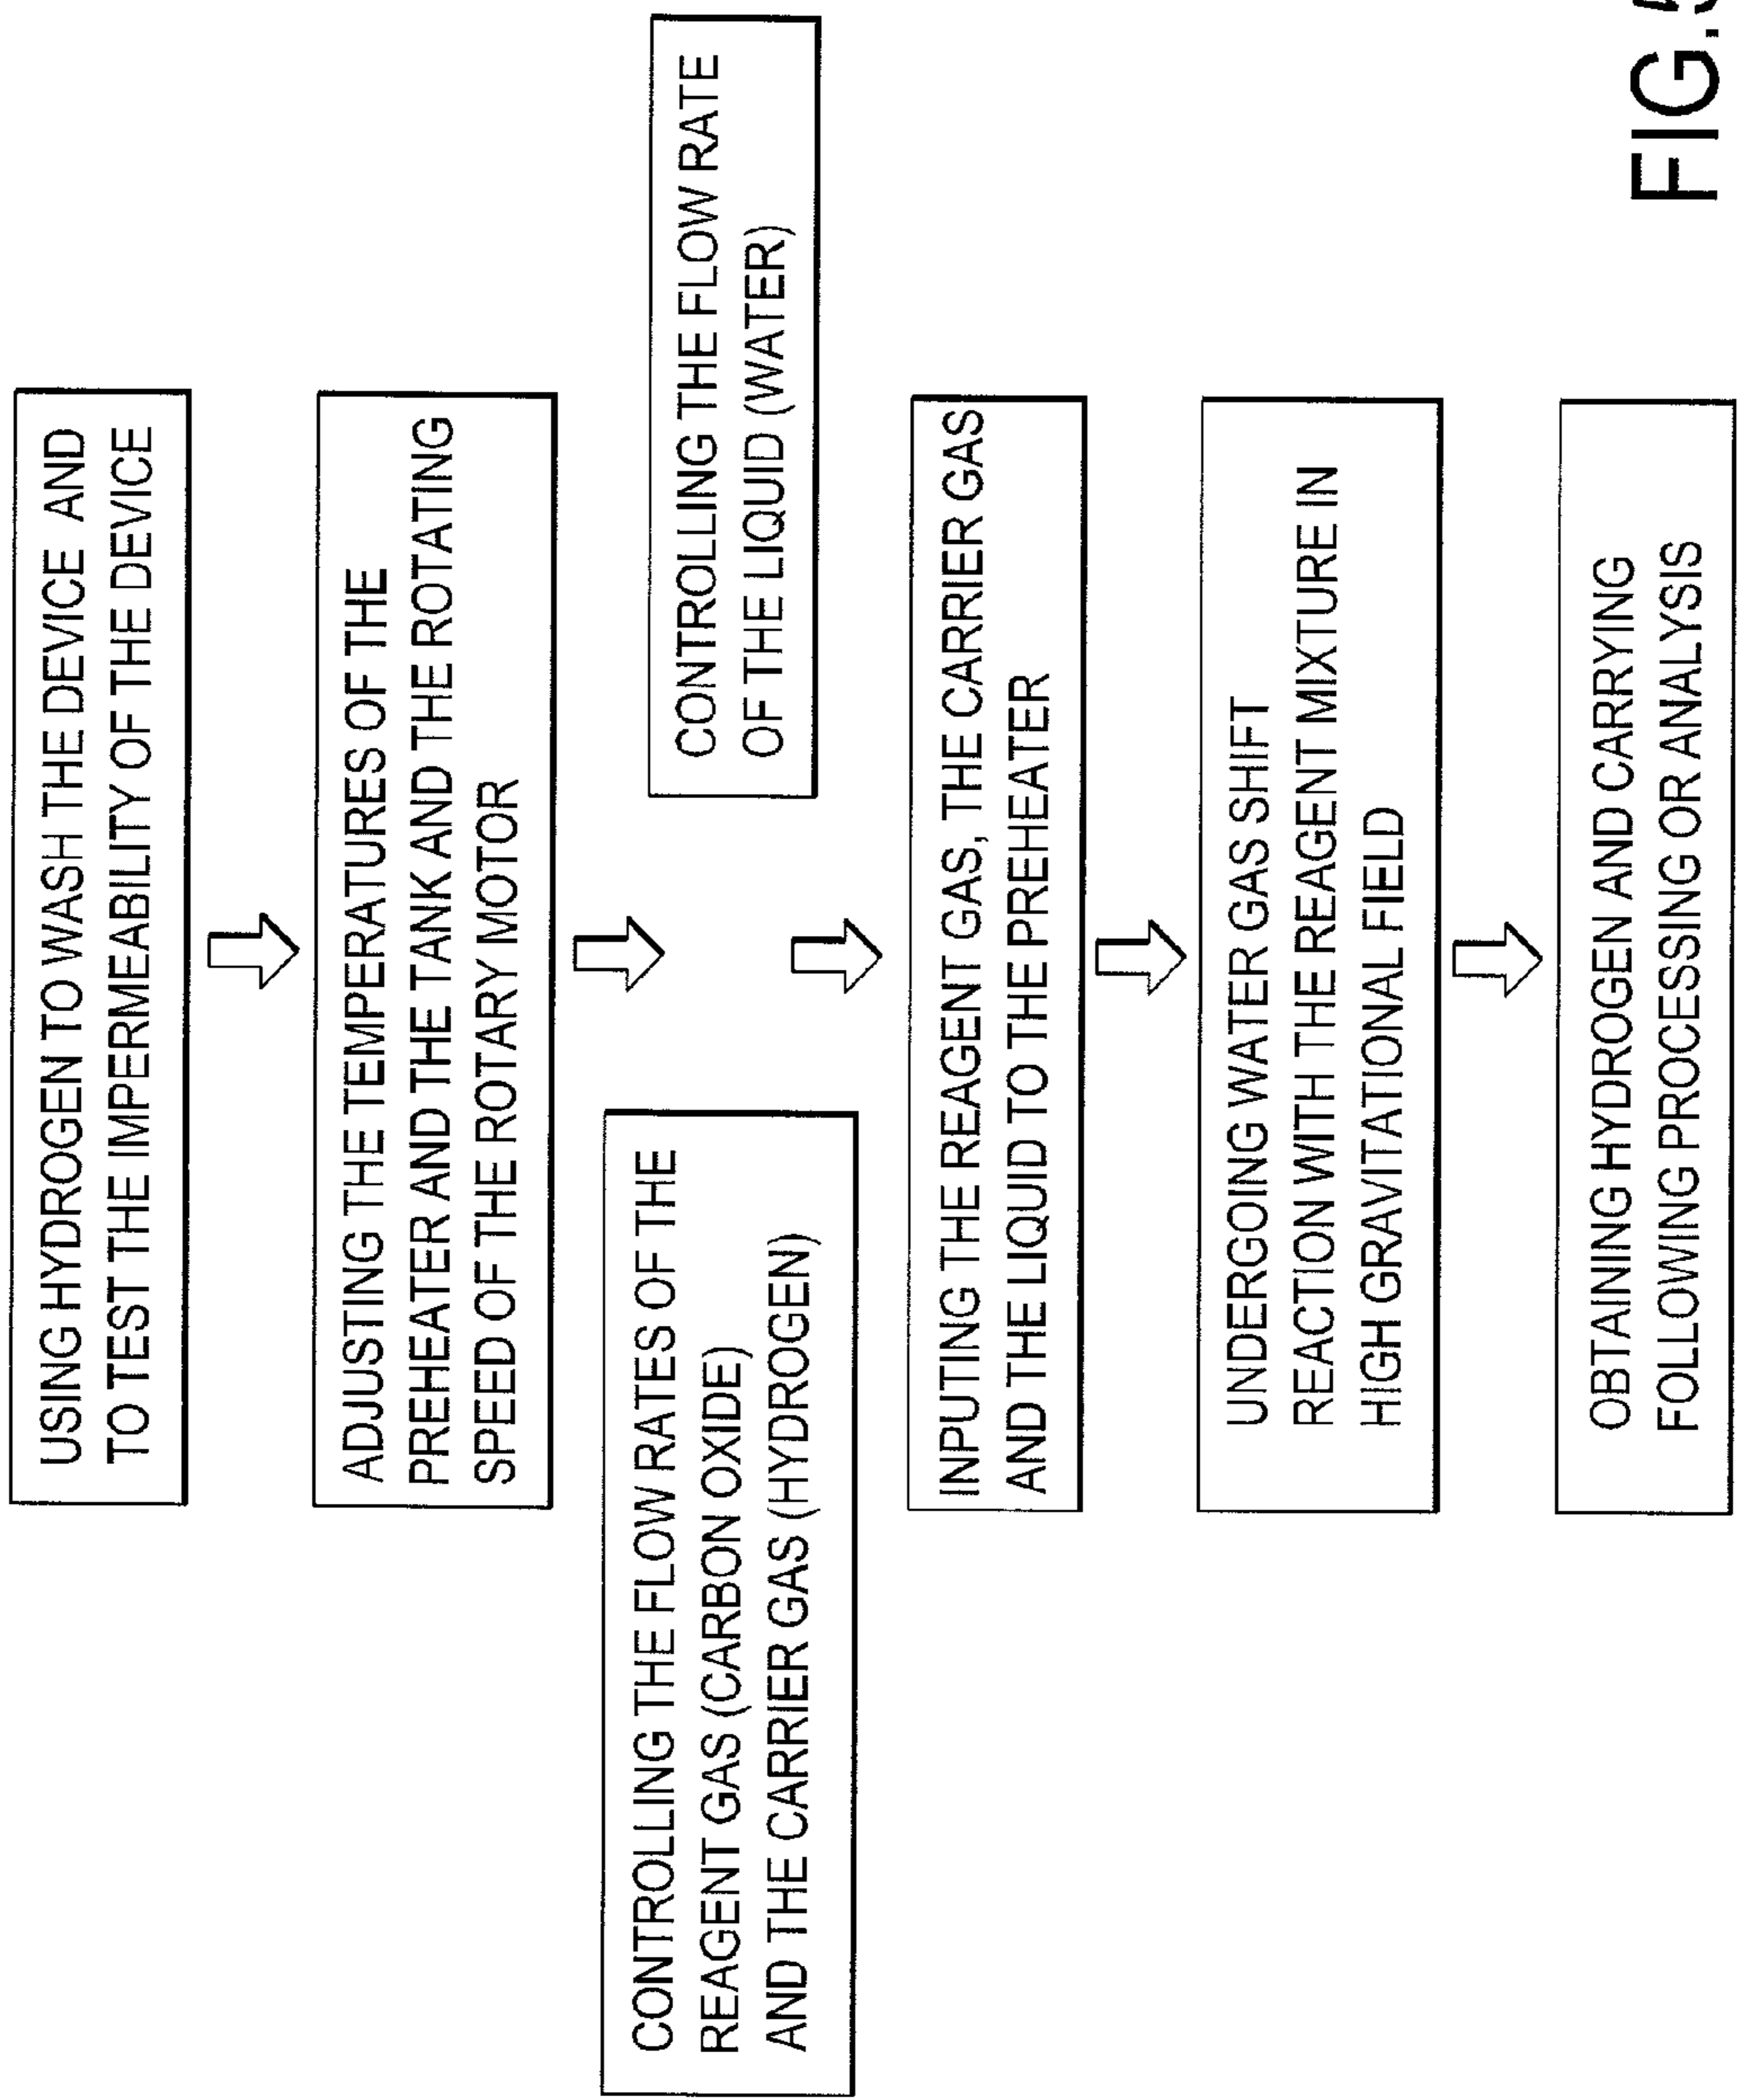 USING HYDROGEN TO WASH THE DEVICE AND
TO TEST THE IMPERMEABILITY OF THE DEVICE
ADJUSTING THE TEMPERATURES OF THE
PREHEATER AND THE TANK AND THE ROTATING
SPEED OF THE ROTARY MOTOR
CONTROLLING THE FLOW RATES OF THE
REAGENT GAS (CARBON OXIDE)
AND THE CARRIER GAS (HYDROGEN)
CONTROLLING THE FLOW RATE
OF THE LIQUID (WATER)
INPUTING THE REAGENT GAS, THE CARRIER GAS
AND THE LIQUID TO THE PREHEATER
UNDERGOING WATER GAS SHIFT
REACTION WITH THE REAGENT MIXTURE IN
HIGH GRAVITATIONAL FIELD
OBTAINING HYDROGEN AND CARRYING
FOLLOWING PROCESSING OR ANALYSIS
FIG.